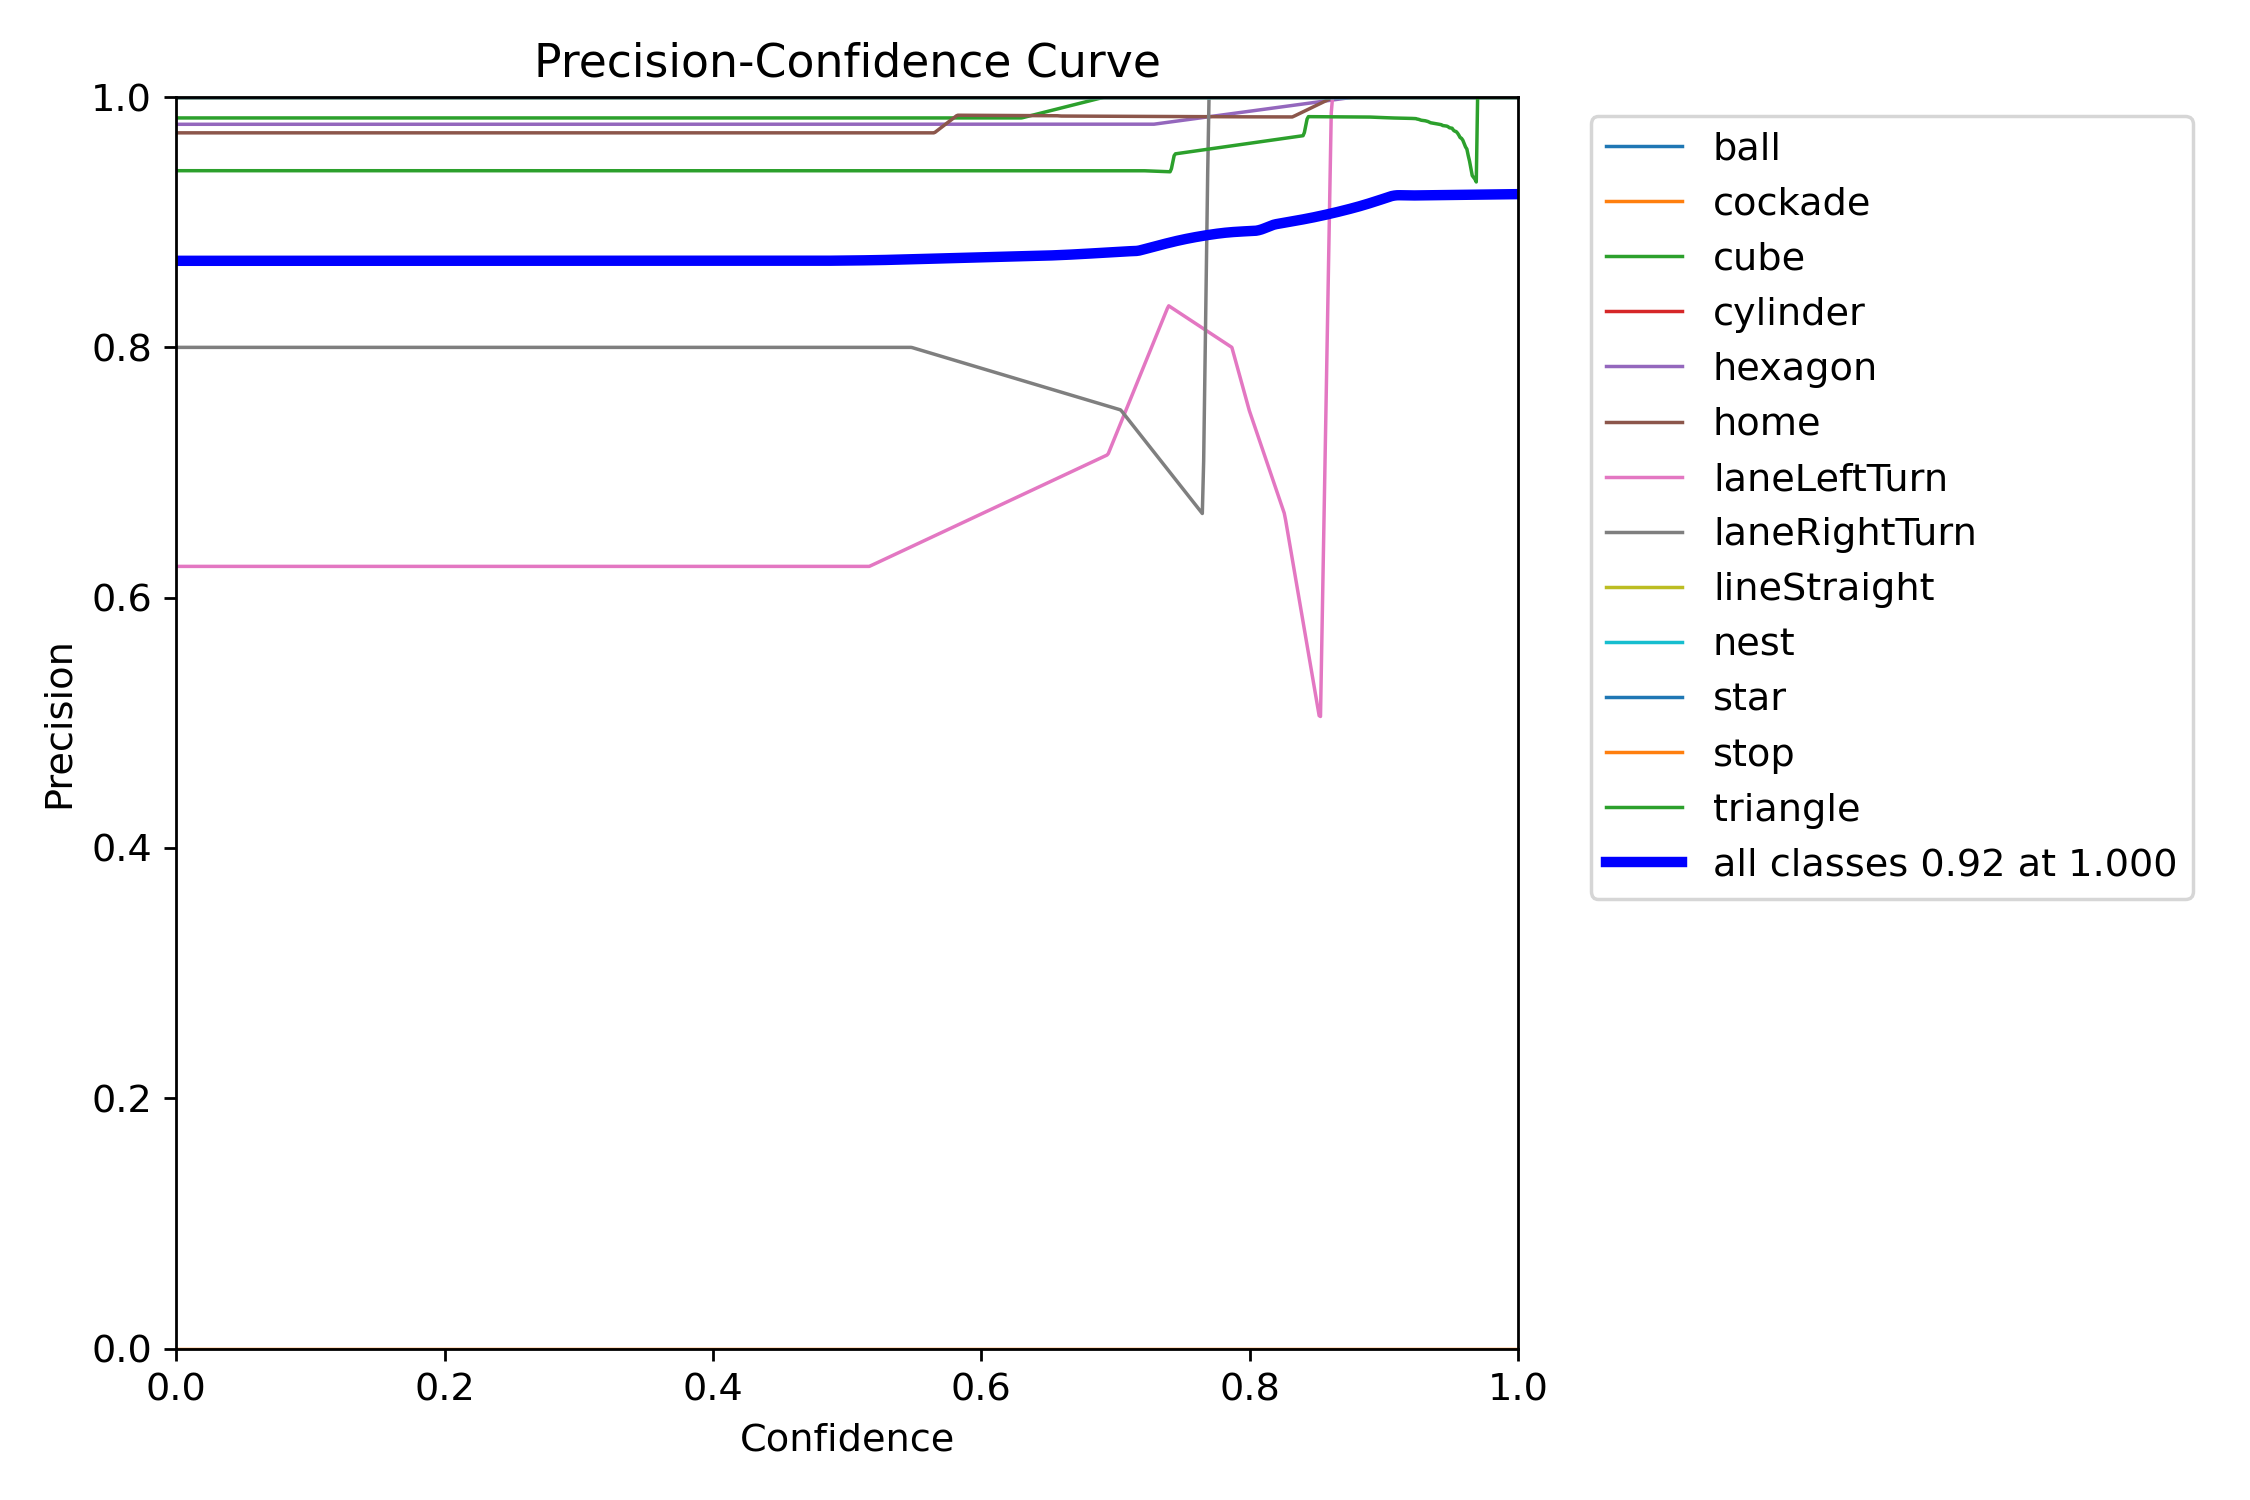 Precision-Confidence Curve
1.0
0.8
0.6
0.4
0.2
0.0
Precision
0.0 0.2 0.4 0.6 0.8 1.0
Confidence
ball
cockade
cube
cylinder
hexagon
home
laneLeftTurn
laneRightTurn
lineStraight
nest
star
stop
triangle
all classes 0.92 at 1.000